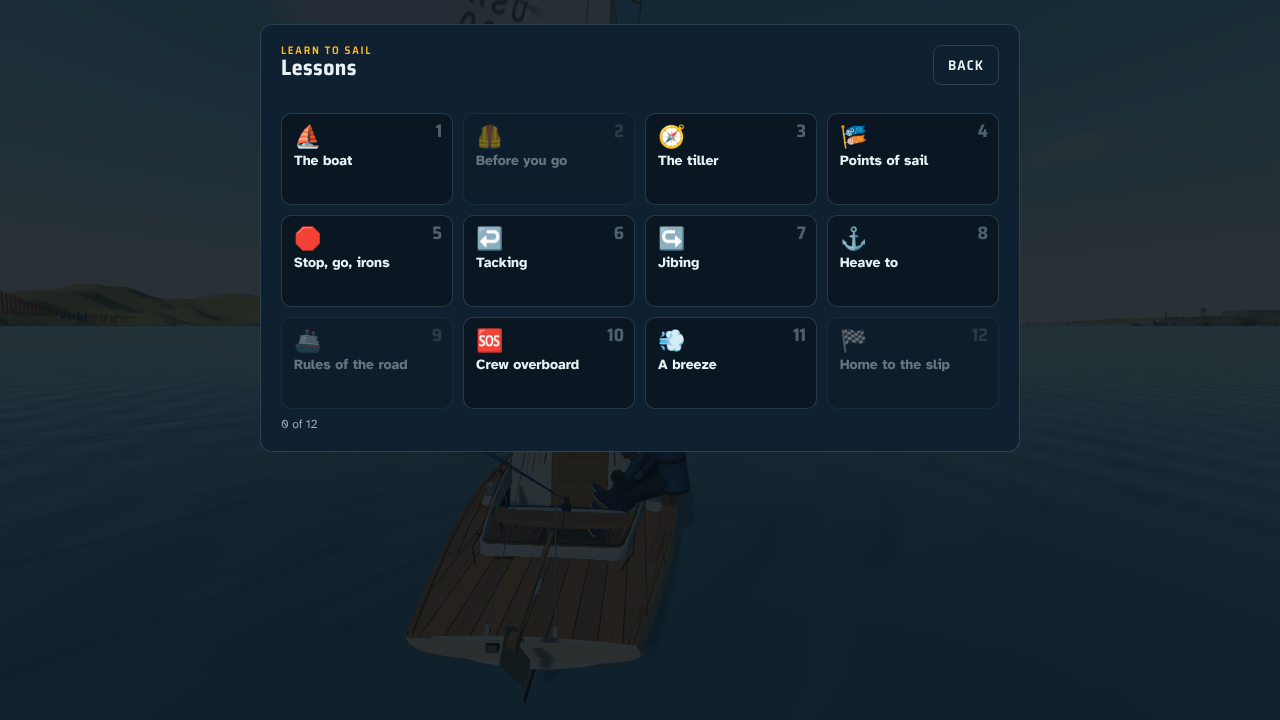 LEARN TO SAIL
Lessons
BACK
1
The boat
2
Before you go
3
The tiller
4
Points of sail
5
Stop, go, irons
6
Tacking
7
Jibing
8
Heave to
9
Rules of the road
SOS
10
Crew overboard
11
A breeze
12
Home to the slip
0 of 12